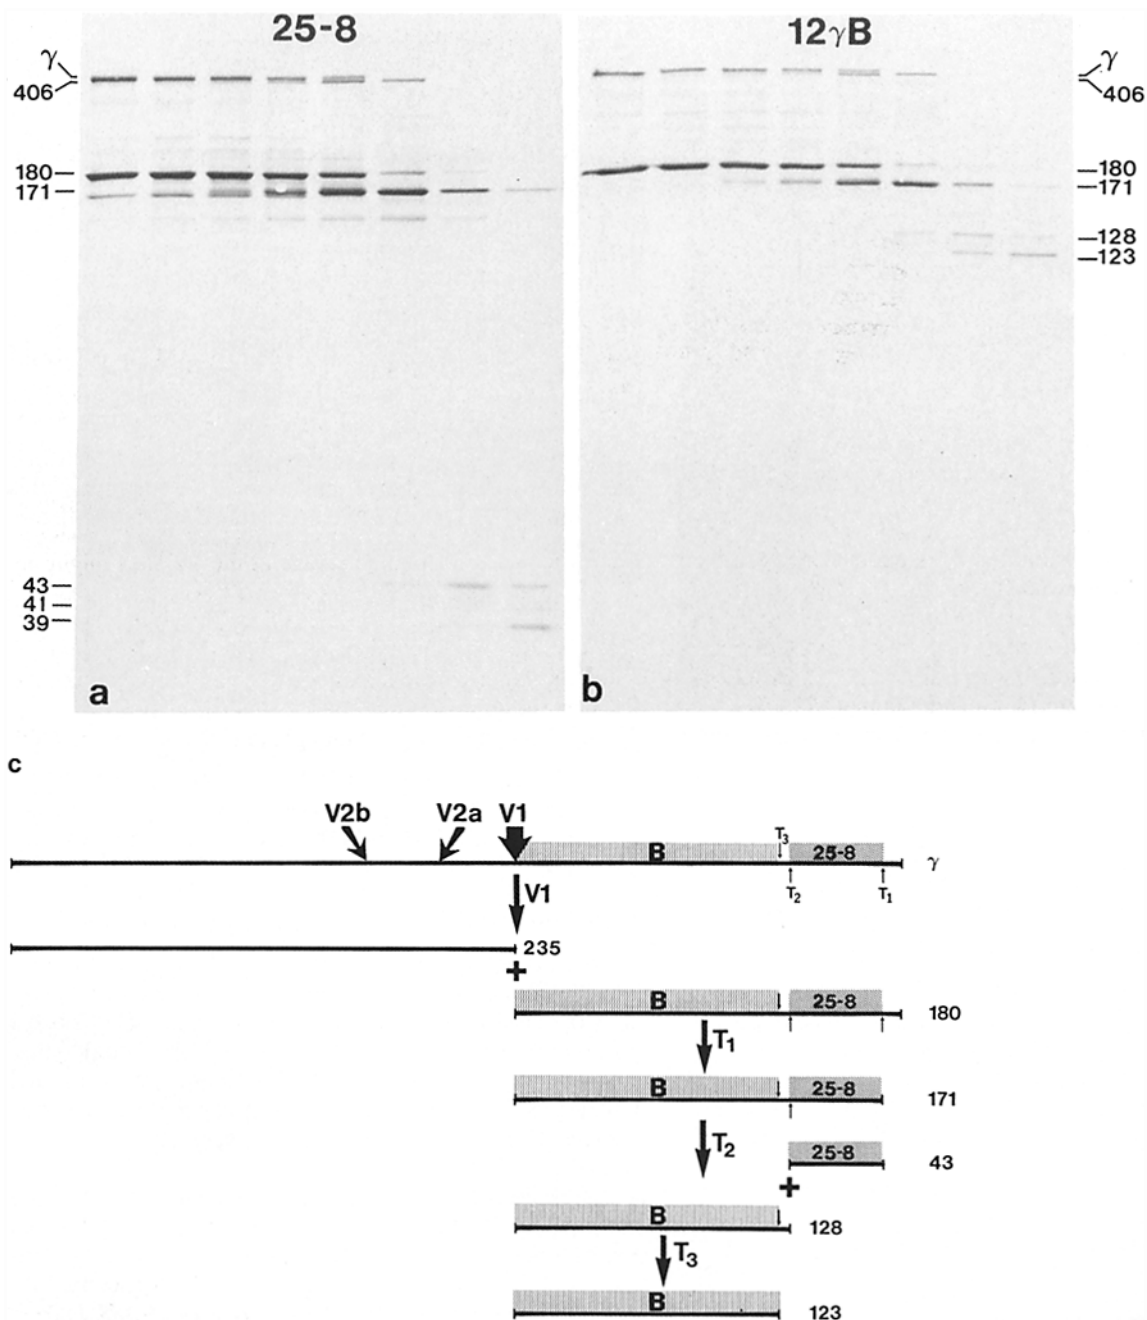 25-8
12γB
γ
406
180
171
43
41
39
a
γ
406
180
171
128
123
b
c
V2b V2a V1
T3
B 25-8 γ
T2 T1
V1
235
+
B 25-8 180
T1
B 25-8 171
T2
25-8 43
+
B 128
T3
B 123